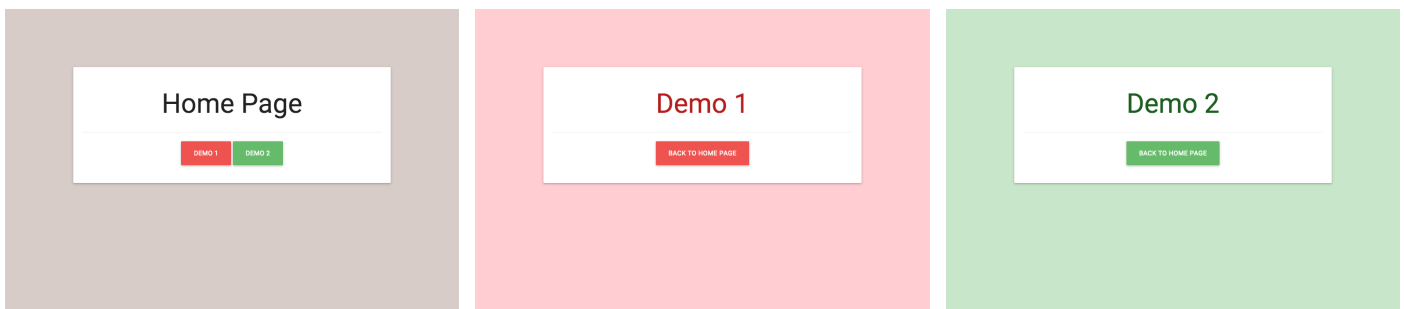 Home Page
DEMO 1 DEMO 2
Demo 1
BACK TO HOME PAGE
Demo 2
BACK TO HOME PAGE